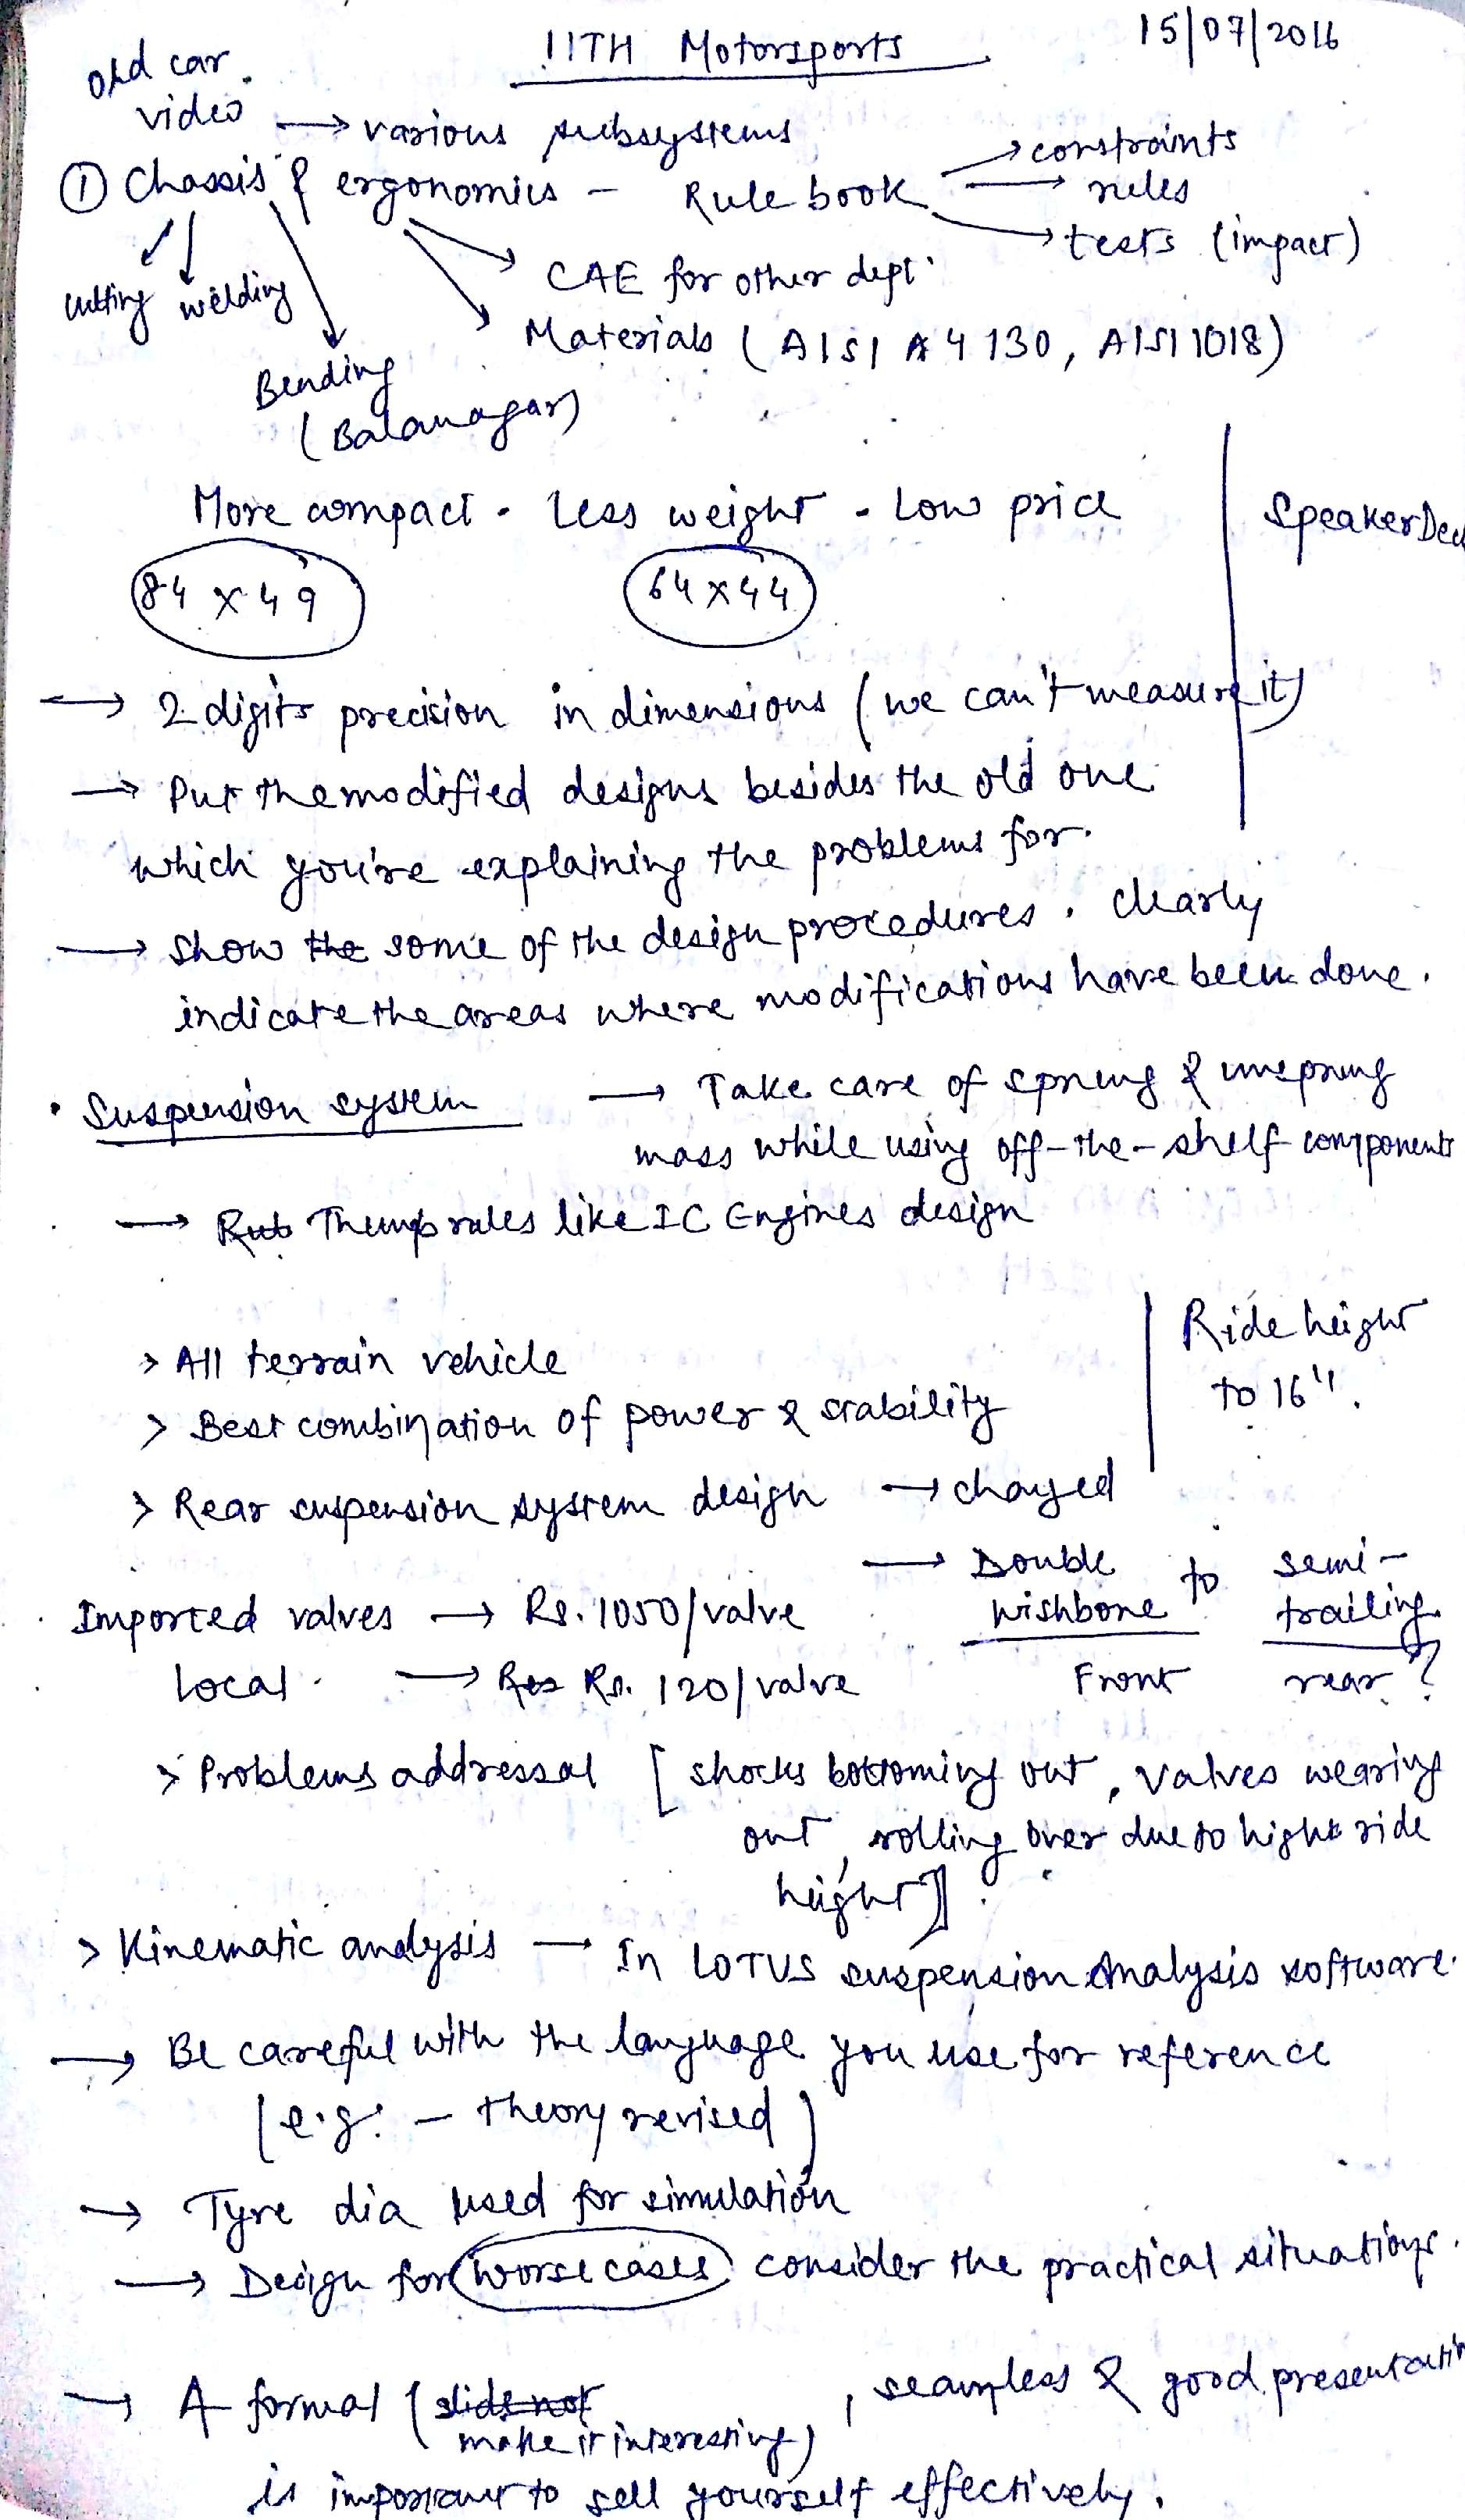 IITH Motorsports 15/07/2016
old car
video → various subsystems
① Chassis & ergonomics - Rule book → constraints
→ rules
→ tests (impact)
cutting welding
CAE for other dept.
Materials (AISI A4130, AISI 1018)
Bending
(Balanagar)
More compact. Less weight. Low price
SpeakerDeck
84 x 49 64 x 44
→ 2 digits precision in dimensions (we can't measure it)
→ Put the modified designs besides the old one
which you're explaining the problems for.
→ Show the some of the design procedures. Clearly
indicate the areas where modifications have been done.
• Suspension system → Take care of sprung & unsprung
mass while using off-the-shelf components
→ Rub Thumb rules like IC Engines design
> All terrain vehicle
Ride height
to 16".
> Best combination of power & stability
> Rear suspension system design → changed
→ Double wishbone to semi-trailing
Front rear?
. Imported valves → Rs. 1050/valve
. local. → Res Rs. 120/valve
> Problems addressal [shocks bottoming out, valves wearing
out, rolling over due to hight ride
height]
> Kinematic analysis → In LOTUS suspension Analysis software.
→ Be careful with the language you use for reference
(e.g: - theory revised)
→ Tyre dia used for simulation
→ Design for worse cases consider the practical situations.
→ A formal (slide not
make it interesting), seamless & good presentation
is important to sell yourself effectively.